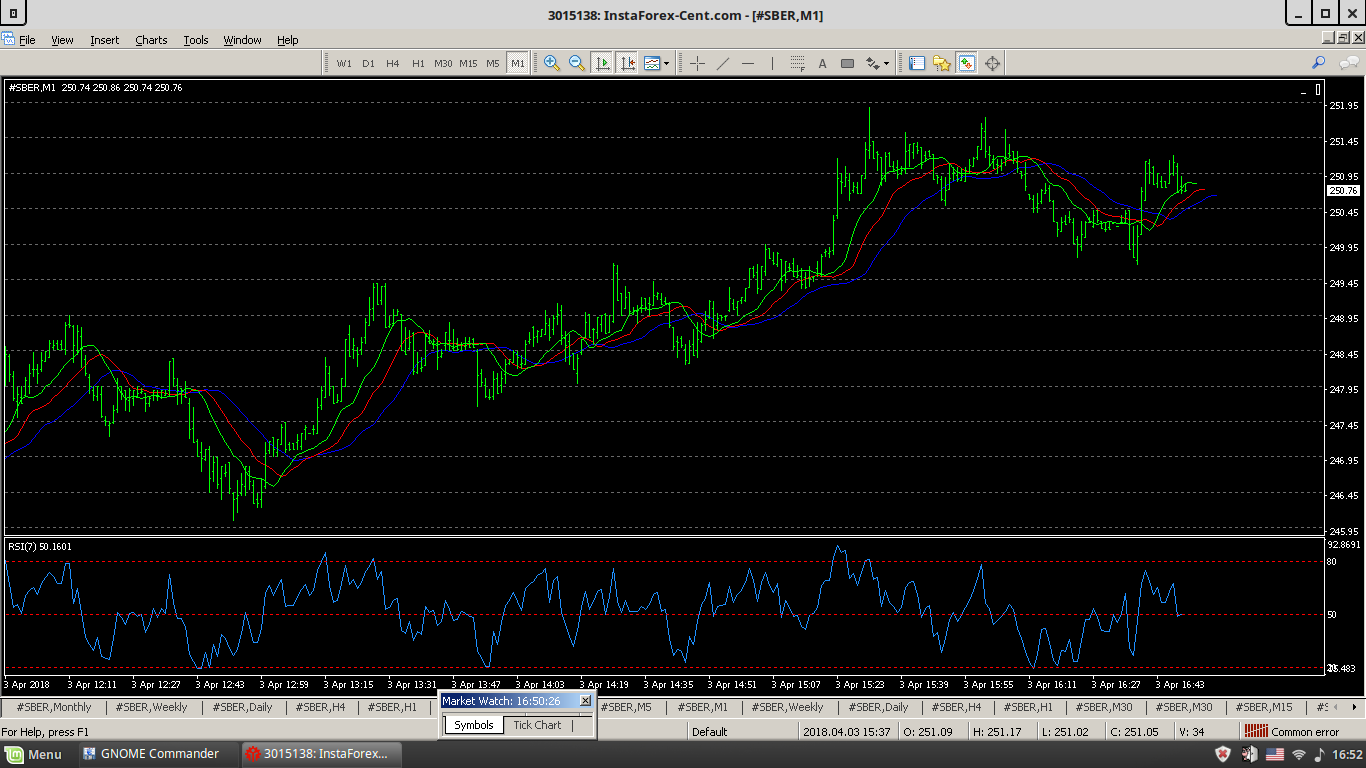 3015138: InstaForex-Cent.com - [#SBER,M1]
File View Insert Charts Tools Window Help
W1 D1 H4 H1 M30 M15 M5 M1 A
#SBER,M1 250.74 250.86 250.74 250.76
251.95
251.45
250.95
250.76
250.45
249.95
249.45
248.95
248.45
247.95
247.45
246.95
246.45
245.95
RSI(7) 50.1601
92.8691
80
50
3 Apr 2018 3 Apr 12:11 3 Apr 12:27 3 Apr 12:43 3 Apr 12:59 3 Apr 13:15 3 Apr 13:31 3 Apr 13:47 3 Apr 14:03 3 Apr 14:19 3 Apr 14:35 3 Apr 14:51 3 Apr 15:07 3 Apr 15:23 3 Apr 15:39 3 Apr 15:55 3 Apr 16:11 3 Apr 16:27 3 Apr 16:43
Market Watch: 16:50:26
Symbols Tick Chart
#SBER,Monthly #SBER,Weekly #SBER,Daily #SBER,H4 #SBER,H1 #SBER,M5 #SBER,M1 #SBER,Weekly #SBER,Daily #SBER,H1 #SBER,M30 #SBER,M30 #SBER,M15
For Help, press F1 Default 2018.04.03 15:37 O: 251.09 H: 251.17 L: 251.02 C: 251.05 V: 34 Common error
Menu GNOME Commander 3015138: InstaForex... 16:52